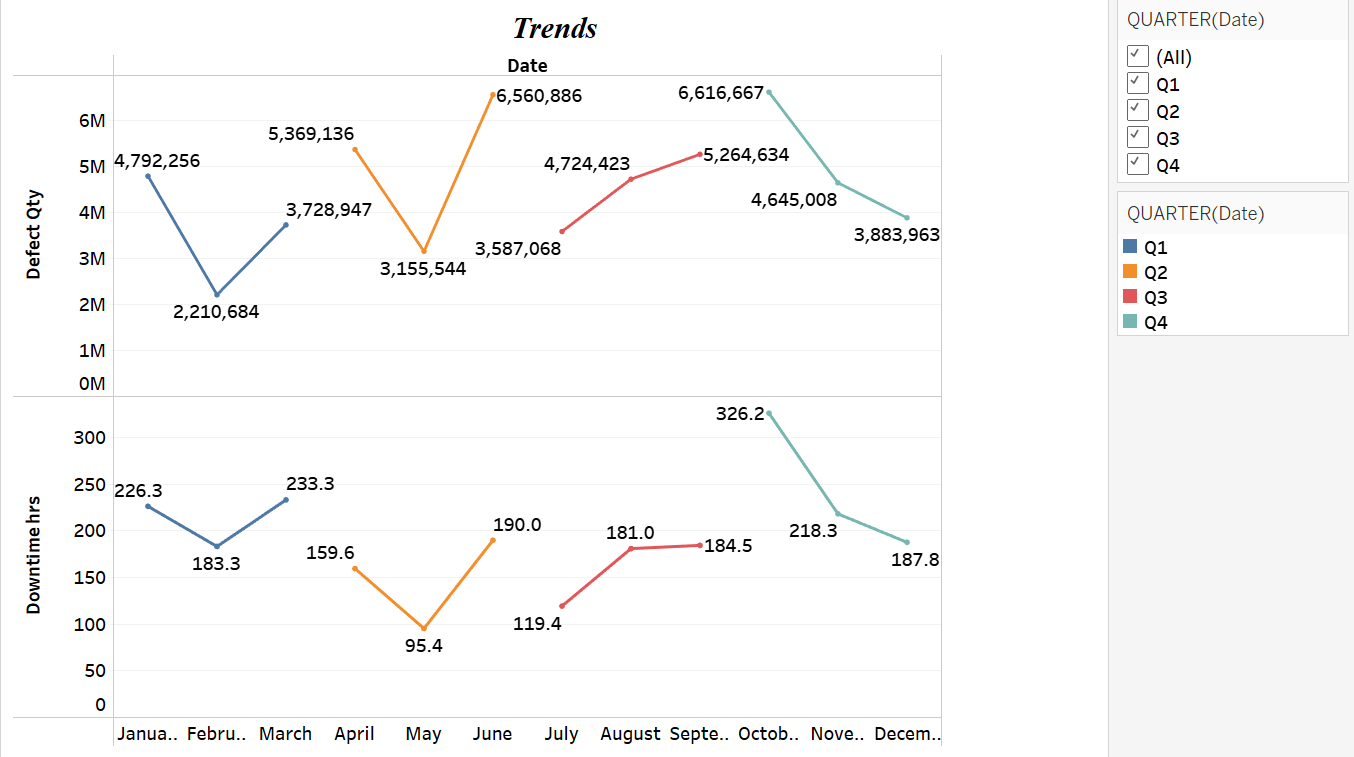 Trends
Date
Defect Qty
6M
5M
4M
3M
2M
1M
0M
4,792,256
2,210,684
3,728,947
5,369,136
3,155,544
6,560,886
3,587,068
4,724,423
5,264,634
6,616,667
4,645,008
3,883,963
Downtime hrs
300
250
200
150
100
50
0
226.3
183.3
233.3
159.6
95.4
190.0
119.4
181.0
184.5
326.2
218.3
187.8
Janua.. Febru.. March April May June July August Septe.. Octob.. Nove.. Decem..
QUARTER(Date)
(All)
Q1
Q2
Q3
Q4
QUARTER(Date)
Q1
Q2
Q3
Q4